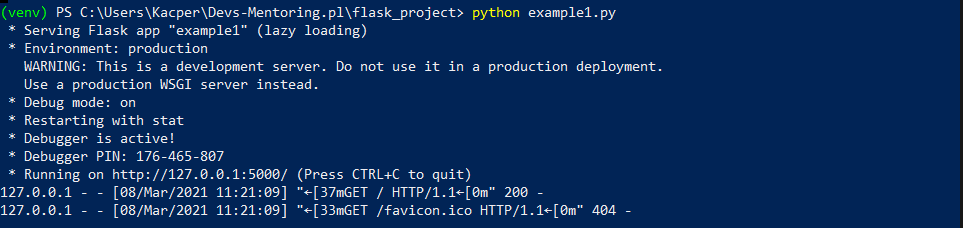 (venv) PS C:\Users\Kacper\Devs-Mentoring.pl\flask_project> python example1.py
 * Serving Flask app "example1" (lazy loading)
 * Environment: production
   WARNING: This is a development server. Do not use it in a production deployment.
   Use a production WSGI server instead.
 * Debug mode: on
 * Restarting with stat
 * Debugger is active!
 * Debugger PIN: 176-465-807
 * Running on http://127.0.0.1:5000/ (Press CTRL+C to quit)
127.0.0.1 - - [08/Mar/2021 11:21:09] "←[37mGET / HTTP/1.1←[0m" 200 -
127.0.0.1 - - [08/Mar/2021 11:21:09] "←[33mGET /favicon.ico HTTP/1.1←[0m" 404 -